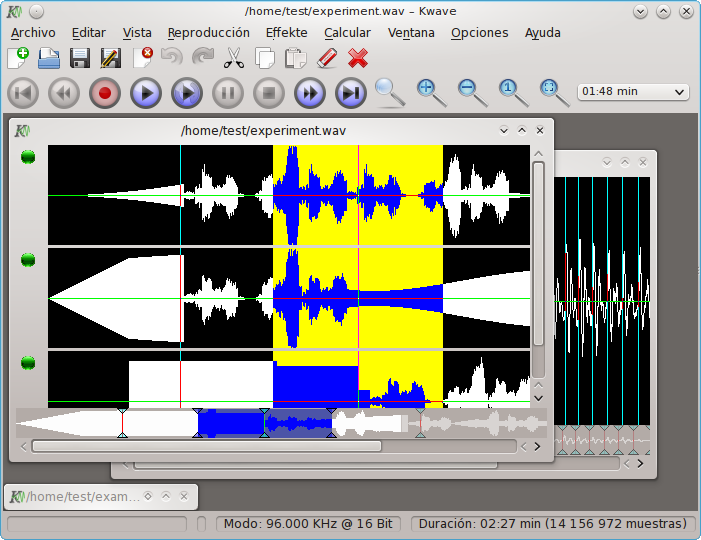 /home/test/experiment.wav – Kwave
Archivo Editar Vista Reproducción Effekte Calcular Ventana Opciones Ayuda
1
01:48 min
/home/test/experiment.wav
/home/test/exam...
Modo: 96.000 KHz @ 16 Bit
Duración: 02:27 min (14 156 972 muestras)